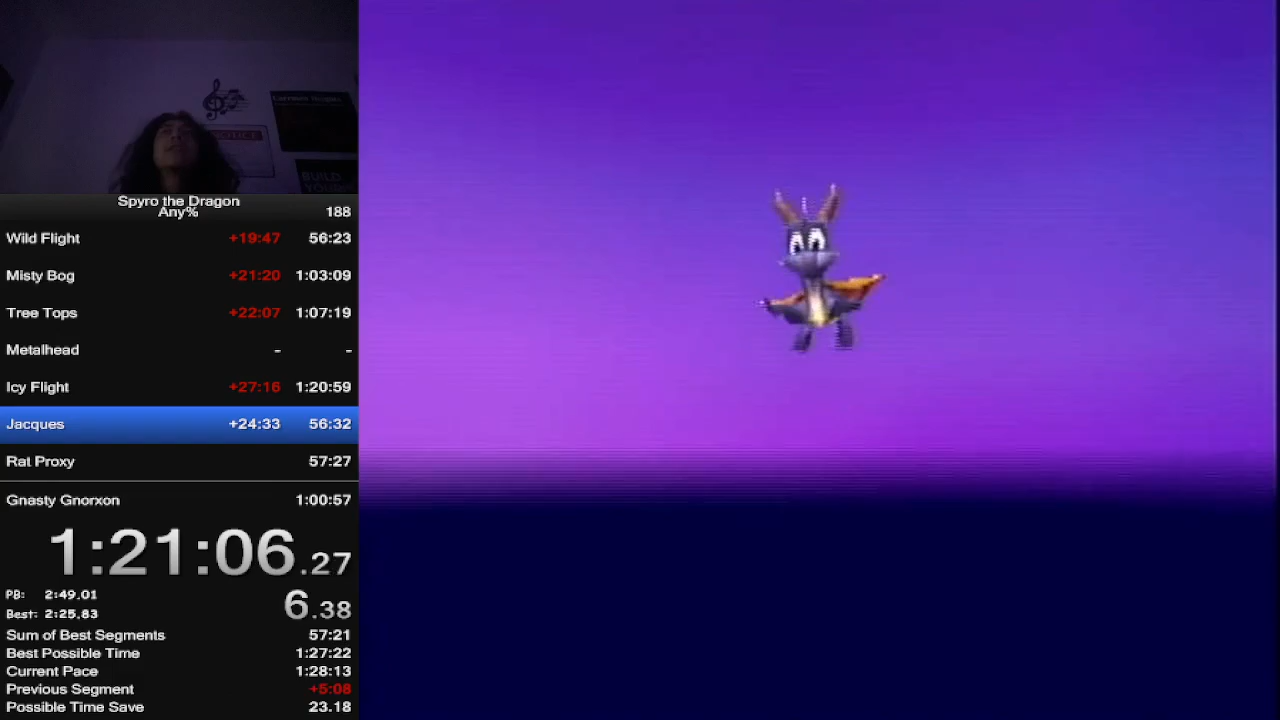 NOTICE
BUILD
Spyro the Dragon
Any% 188
Wild Flight +19:47 56:23
Misty Bog +21:20 1:03:09
Tree Tops +22:07 1:07:19
Metalhead - -
Icy Flight +27:16 1:20:59
Jacques +24:33 56:32
Rat Proxy 57:27
Gnasty Gnorxon 1:00:57
1:21:06.27
PB: 2:49.01
Best: 2:25.83
6.38
Sum of Best Segments 57:21
Best Possible Time 1:27:22
Current Pace 1:28:13
Previous Segment +5:08
Possible Time Save 23.18